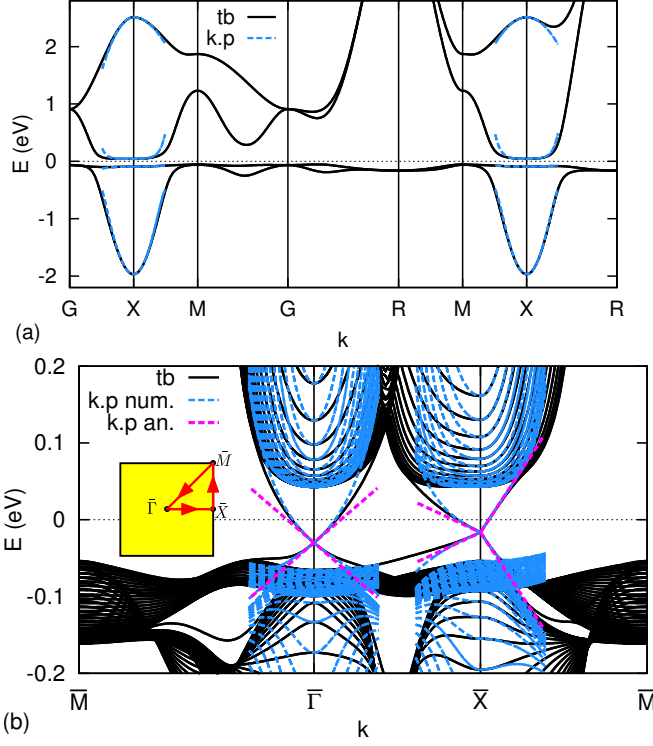 tb
k.p
E (eV)
2
1
0
-1
-2
G X M G R M X R
(a)
k
0.2
0.1
0
-0.1
-0.2
E (eV)
tb
k.p num.
k.p an.
M̄
Γ̄
X̄
M̄ Γ̄ X̄ M̄
(b)
k